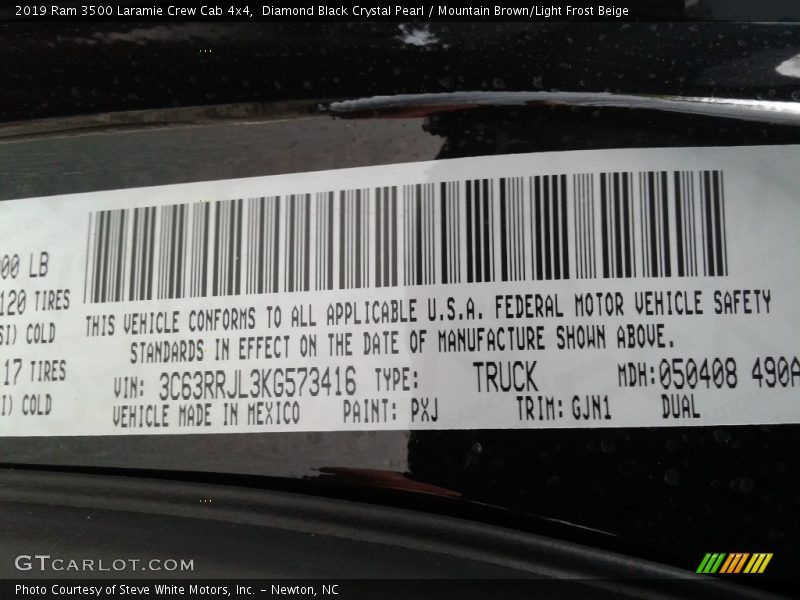 2019 Ram 3500 Laramie Crew Cab 4x4,  Diamond Black Crystal Pearl / Mountain Brown/Light Frost Beige
00 LB
120 TIRES
SI) COLD
17 TIRES
I) COLD
THIS VEHICLE CONFORMS TO ALL APPLICABLE U.S.A. FEDERAL MOTOR VEHICLE SAFETY
STANDARDS IN EFFECT ON THE DATE OF MANUFACTURE SHOWN ABOVE.
VIN: 3C63RRJL3KG573416 TYPE: TRUCK MDH:050408 490A
VEHICLE MADE IN MEXICO PAINT: PXJ TRIM: GJN1 DUAL
GTCARLOT.COM
Photo Courtesy of Steve White Motors, Inc. – Newton, NC